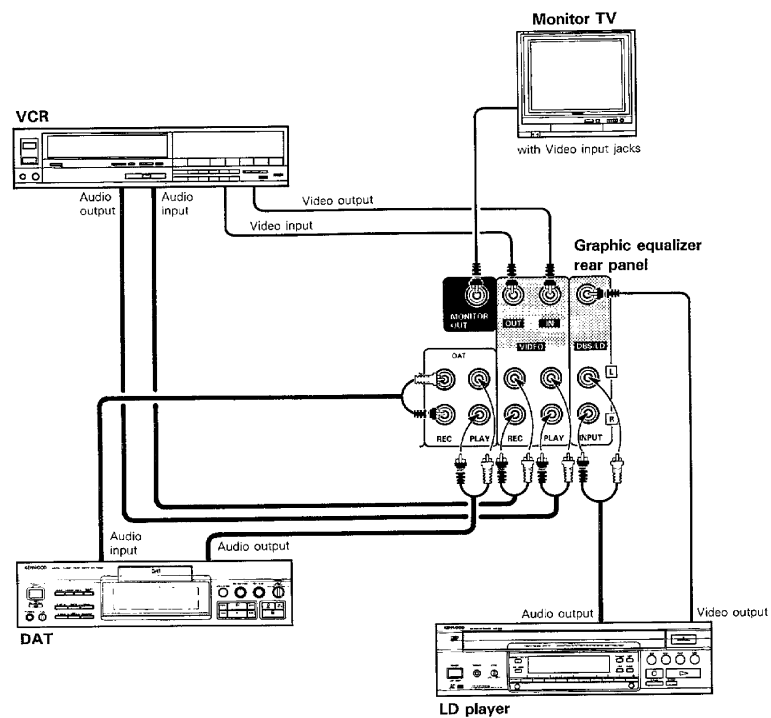 Monitor TV
with Video input jacks
VCR
Audio
output
Audio
input
Video output
Video input
Graphic equalizer
rear panel
MONITOR
OUT
OUT
IN
VIDEO
DBS/LD
DAT
L
R
REC
PLAY
REC
PLAY
INPUT
Audio
input
Audio output
KENWOOD
DAT
DAT
Audio output
Video output
KENWOOD
LD player